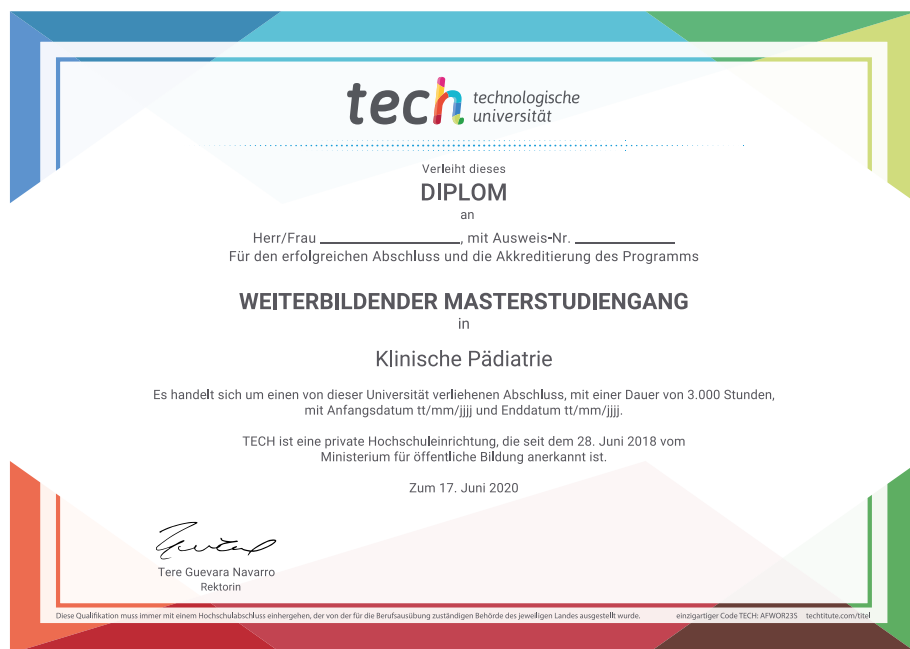 tech technologische
universität
Verleiht dieses
DIPLOM
an
Herr/Frau ____________________, mit Ausweis-Nr. ______________
Für den erfolgreichen Abschluss und die Akkreditierung des Programms
WEITERBILDENDER MASTERSTUDIENGANG
in
Klinische Pädiatrie
Es handelt sich um einen von dieser Universität verliehenen Abschluss, mit einer Dauer von 3.000 Stunden,
mit Anfangsdatum tt/mm/jjjj und Enddatum tt/mm/jjjj.
TECH ist eine private Hochschuleinrichtung, die seit dem 28. Juni 2018 vom
Ministerium für öffentliche Bildung anerkannt ist.
Zum 17. Juni 2020
Tere Guevara Navarro
Rektorin
Diese Qualifikation muss immer mit einem Hochschulabschluss einhergehen, der von der für die Berufsausübung zuständigen Behörde des jeweiligen Landes ausgestellt wurde. einzigartiger Code TECH: AFWOR23S techtitute.com/titel